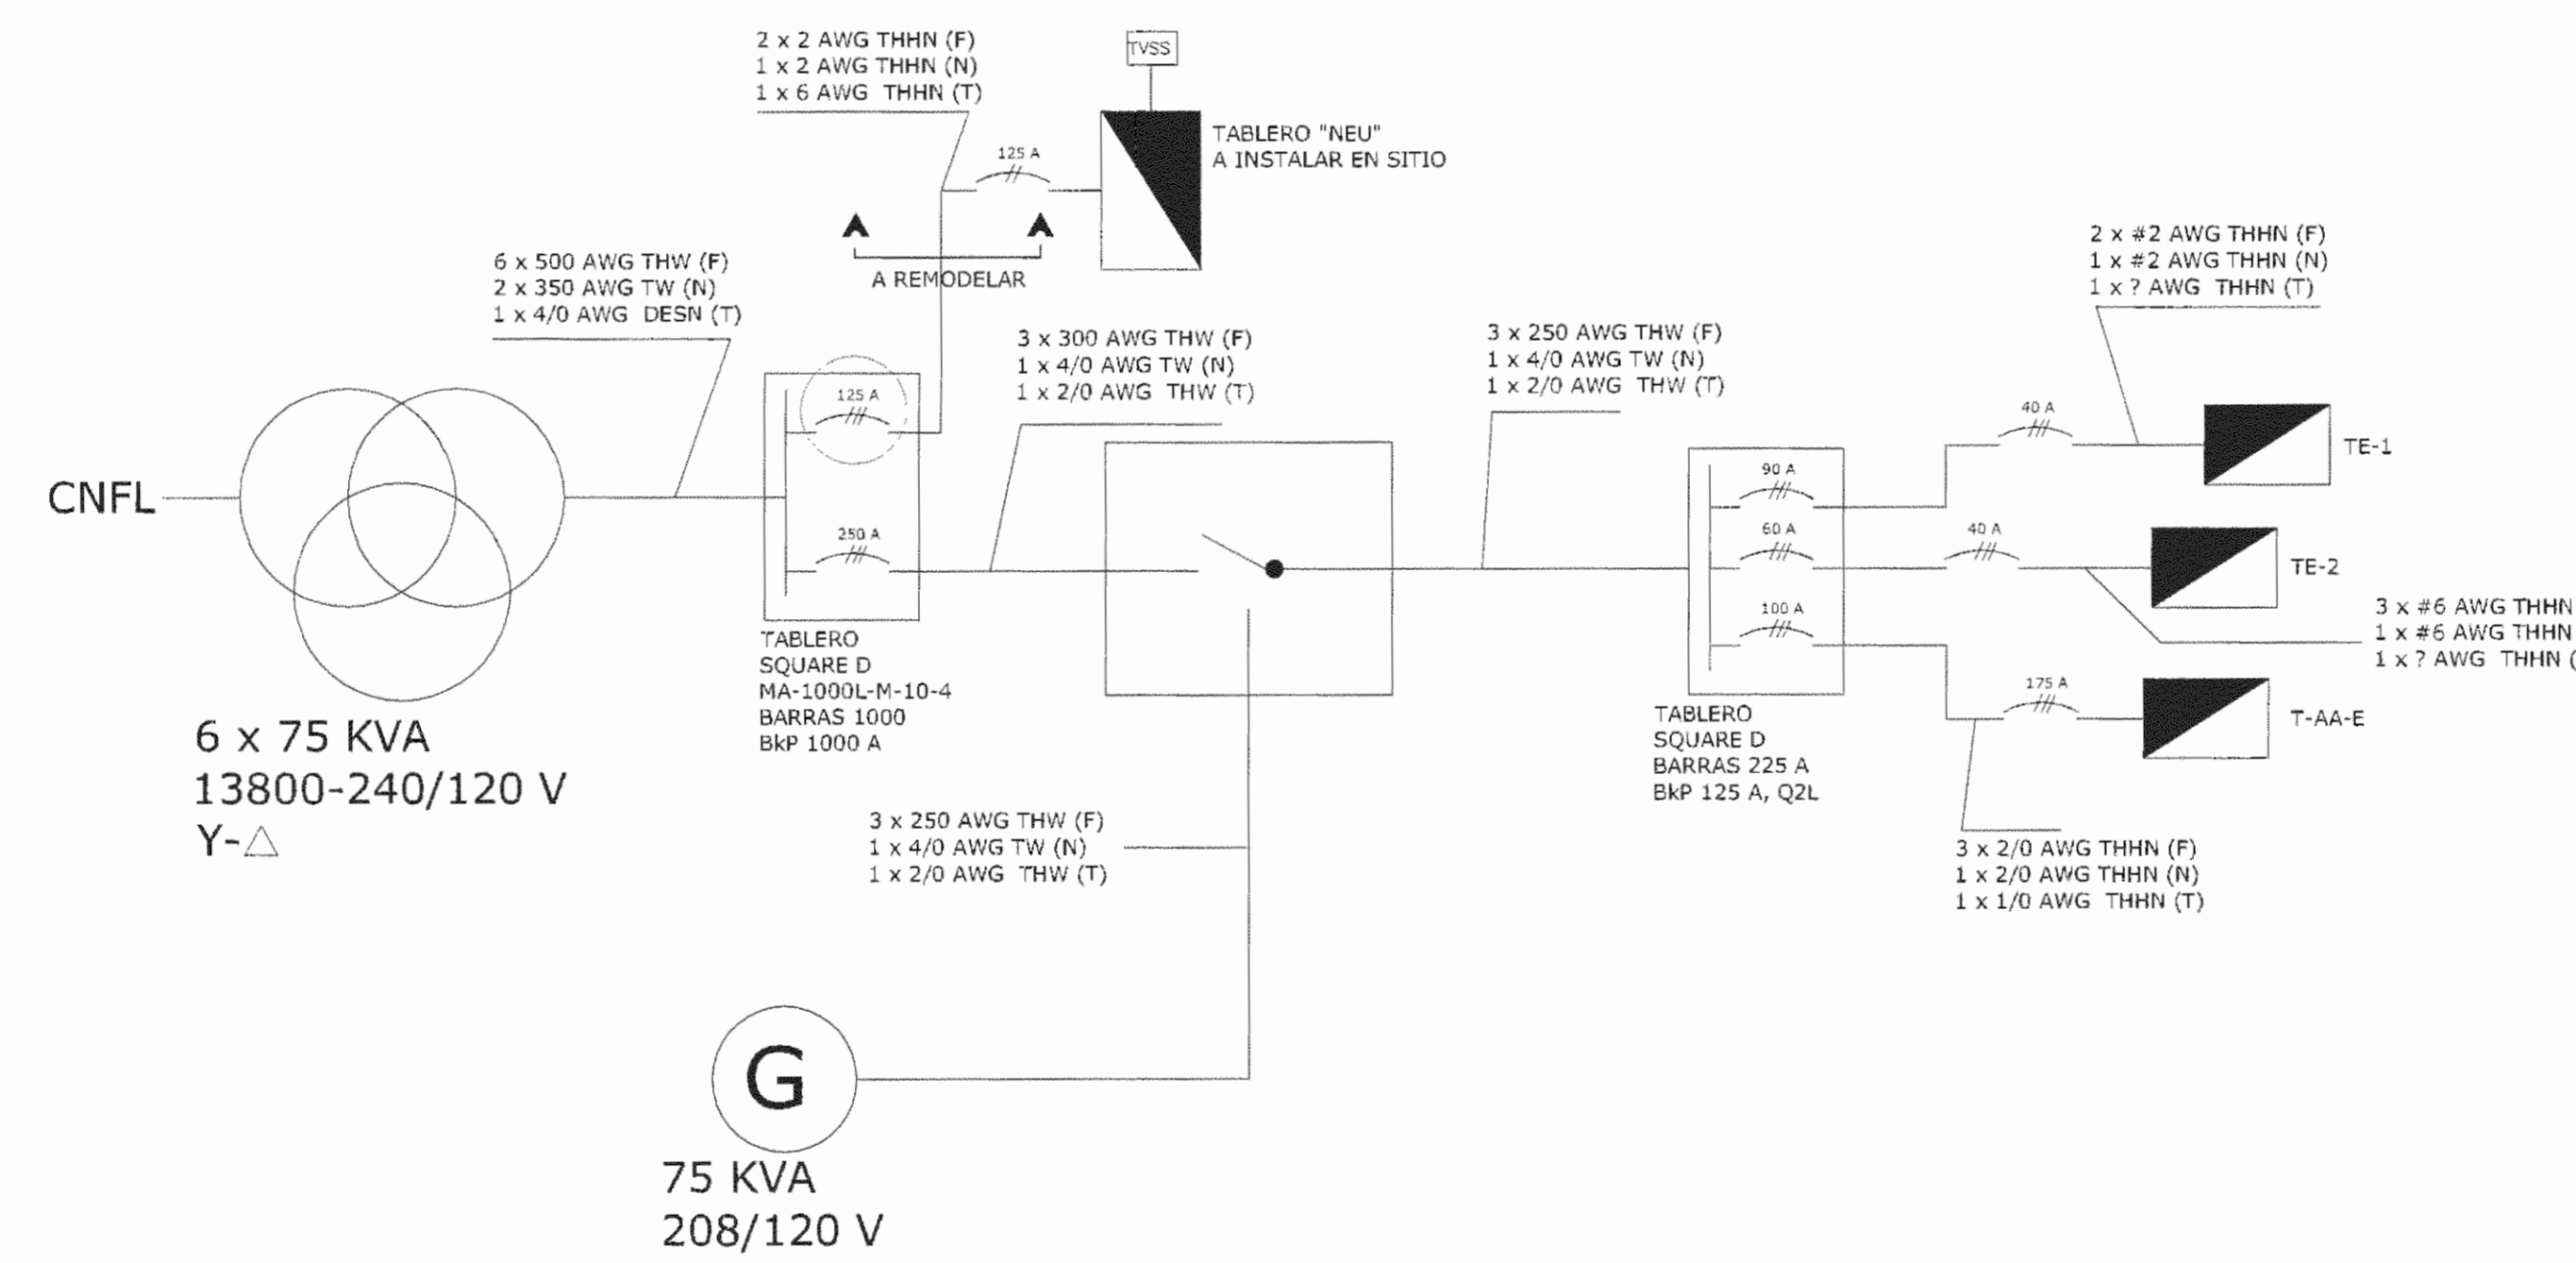 2 x 2 AWG THHN (F)
1 x 2 AWG THHN (N)
1 x 6 AWG THHN (T)
TVSS
TABLERO "NEU"
A INSTALAR EN SITIO
125 A
A REMODELAR
6 x 500 AWG THW (F)
2 x 350 AWG TW (N)
1 x 4/0 AWG DESN (T)
3 x 300 AWG THW (F)
1 x 4/0 AWG TW (N)
1 x 2/0 AWG THW (T)
3 x 250 AWG THW (F)
1 x 4/0 AWG TW (N)
1 x 2/0 AWG THW (T)
2 x #2 AWG THHN (F)
1 x #2 AWG THHN (N)
1 x ? AWG THHN (T)
CNFL
125 A
250 A
90 A
60 A
100 A
40 A
TE-1
40 A
TE-2
3 x #6 AWG THHN
1 x #6 AWG THHN
1 x ? AWG THHN (
175 A
T-AA-E
6 x 75 KVA
13800-240/120 V
Y-△
TABLERO
SQUARE D
MA-1000L-M-10-4
BARRAS 1000
BkP 1000 A
TABLERO
SQUARE D
BARRAS 225 A
BkP 125 A, Q2L
3 x 250 AWG THW (F)
1 x 4/0 AWG TW (N)
1 x 2/0 AWG THW (T)
3 x 2/0 AWG THHN (F)
1 x 2/0 AWG THHN (N)
1 x 1/0 AWG THHN (T)
G
75 KVA
208/120 V